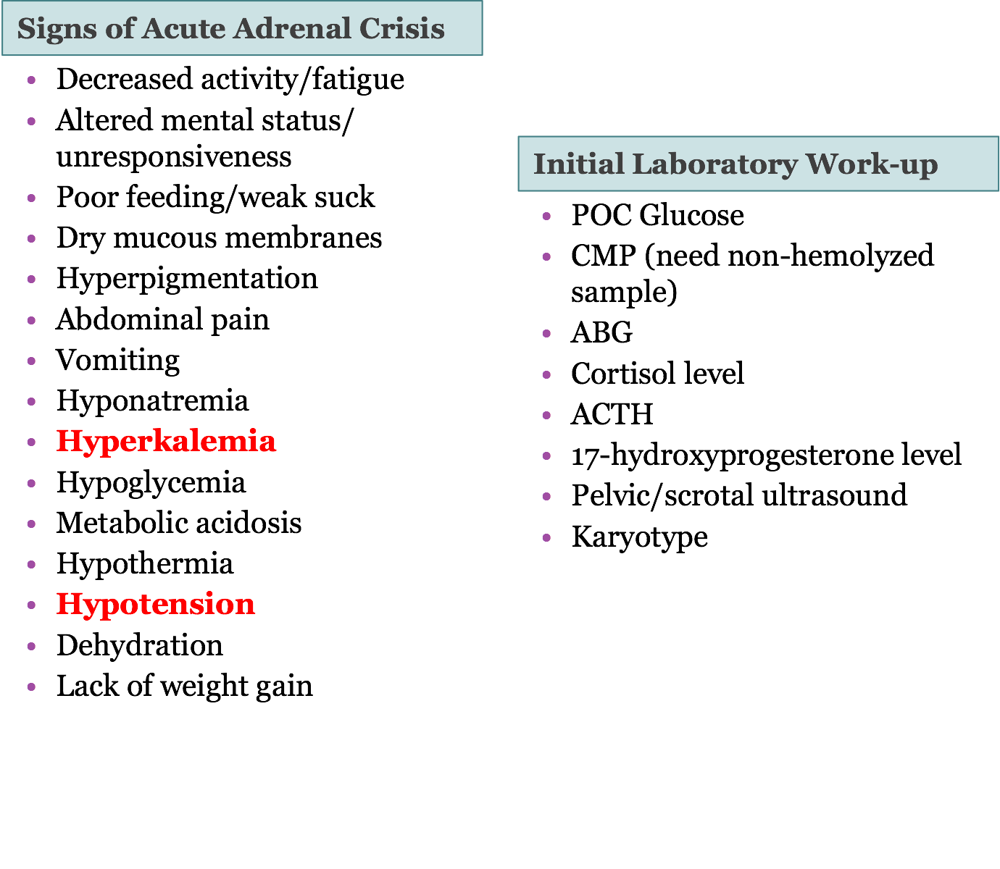 Signs of Acute Adrenal Crisis
• Decreased activity/fatigue
• Altered mental status/
unresponsiveness
• Poor feeding/weak suck
• Dry mucous membranes
• Hyperpigmentation
• Abdominal pain
• Vomiting
• Hyponatremia
• Hyperkalemia
• Hypoglycemia
• Metabolic acidosis
• Hypothermia
• Hypotension
• Dehydration
• Lack of weight gain
Initial Laboratory Work-up
• POC Glucose
• CMP (need non-hemolyzed
sample)
• ABG
• Cortisol level
• ACTH
• 17-hydroxyprogesterone level
• Pelvic/scrotal ultrasound
• Karyotype